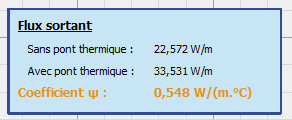 Flux sortant
Sans pont thermique : 22,572 W/m
Avec pont thermique : 33,531 W/m
Coefficient ψ : 0,548 W/(m.°C)